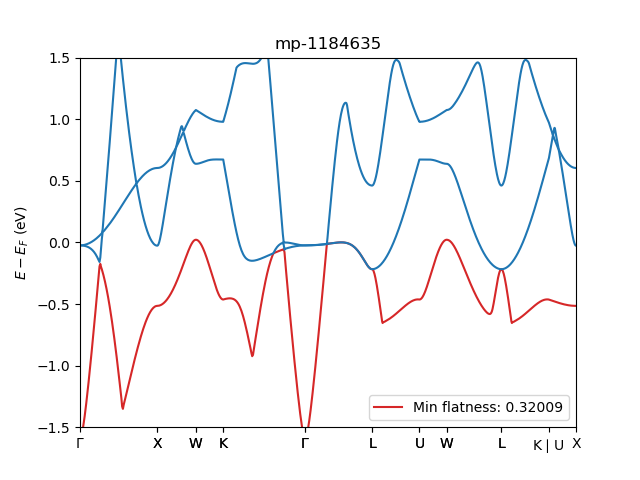 mp-1184635
E − E_F (eV)
1.5
1.0
0.5
0.0
−0.5
−1.0
−1.5
Min flatness: 0.32009
Γ X W K Γ L U W L K | U X